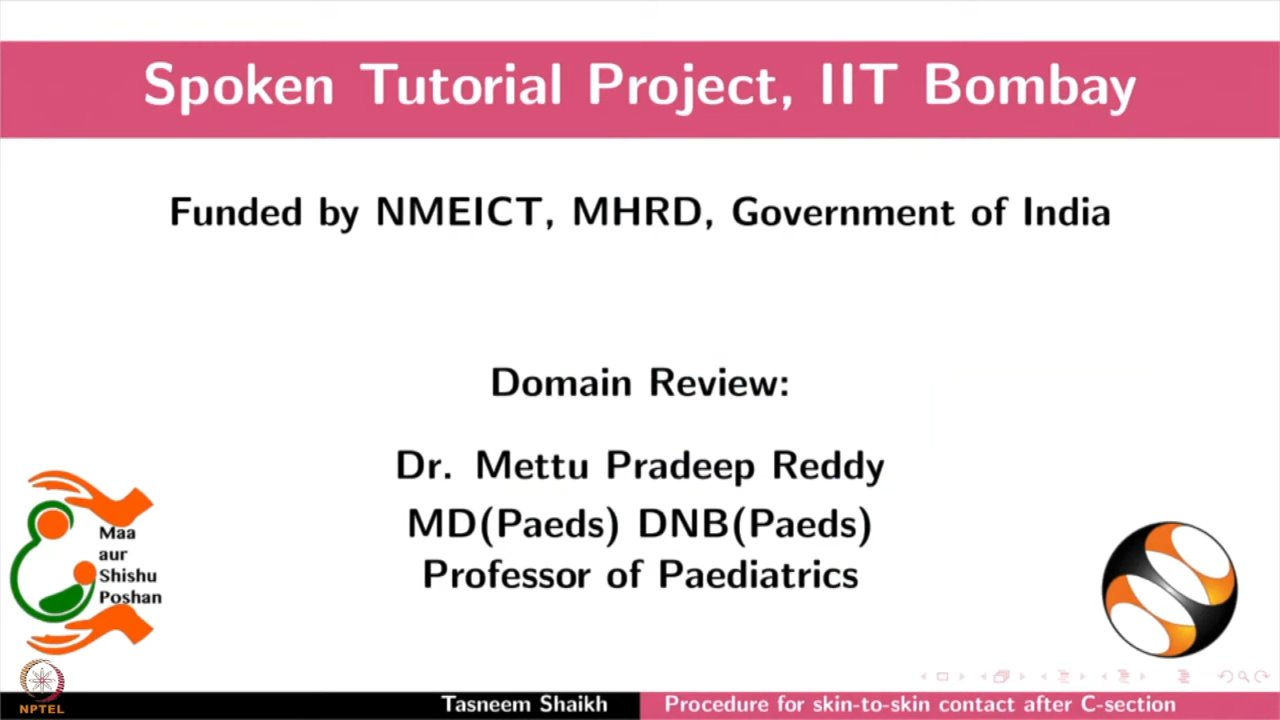 Spoken Tutorial Project, IIT Bombay
Funded by NMEICT, MHRD, Government of India
Domain Review:
Dr. Mettu Pradeep Reddy
MD(Paeds) DNB(Paeds)
Professor of Paediatrics
Maa
aur
Shishu
Poshan
NPTEL
Tasneem Shaikh
Procedure for skin-to-skin contact after C-section